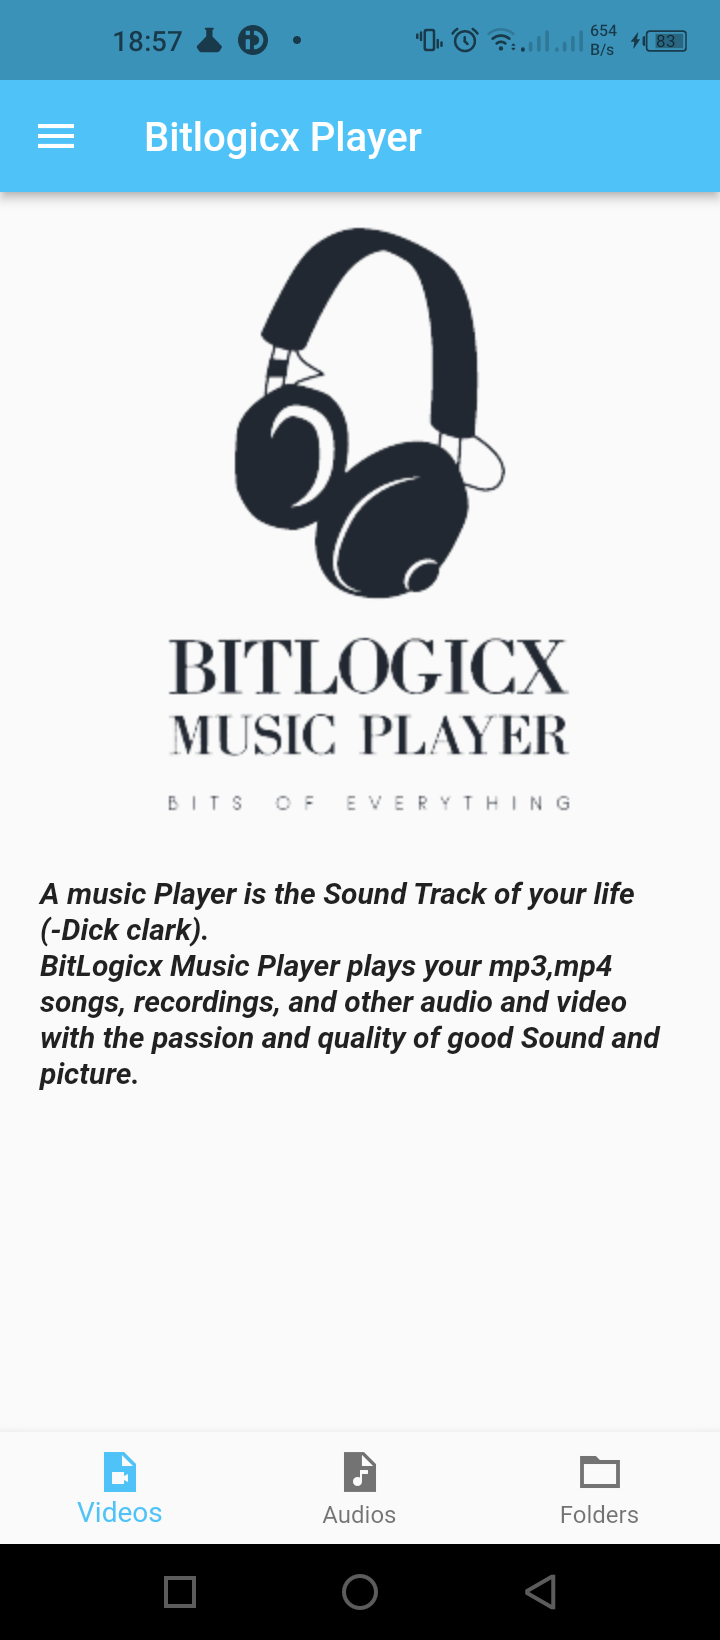 18:57
654
B/s
83
Bitlogicx Player
BITLOGICX
MUSIC PLAYER
BITS OF EVERYTHING
A music Player is the Sound Track of your life
(-Dick clark).
BitLogicx Music Player plays your mp3,mp4
songs, recordings, and other audio and video
with the passion and quality of good Sound and
picture.
Videos
Audios
Folders